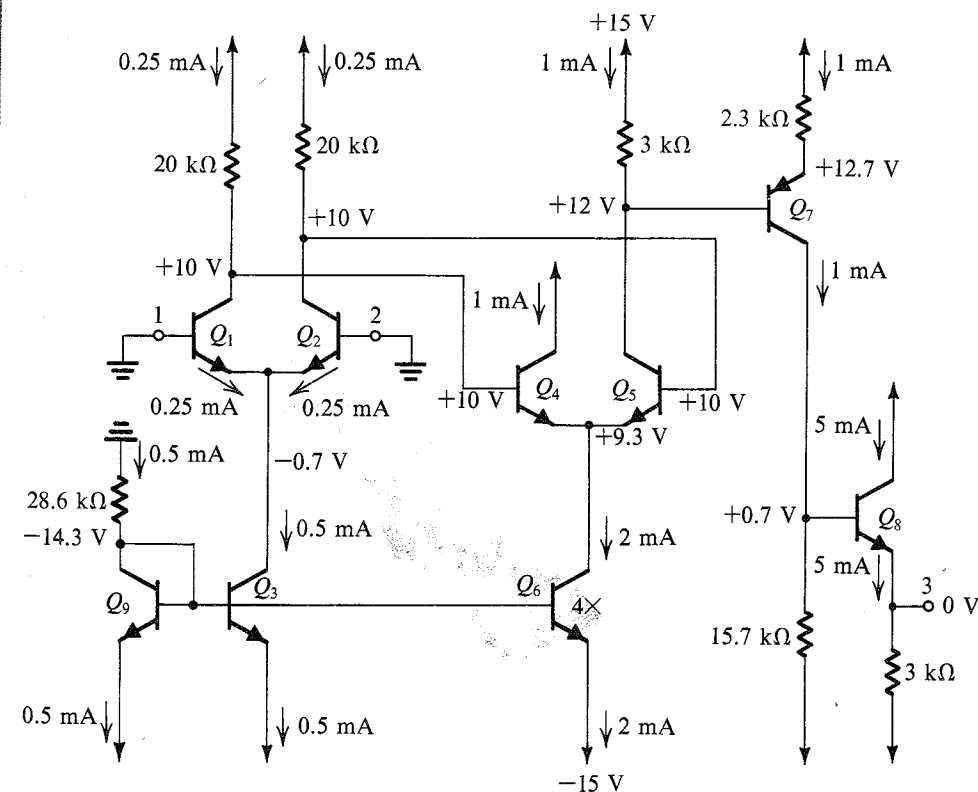 +15 V
0.25 mA
0.25 mA
1 mA
1 mA
20 kΩ
20 kΩ
3 kΩ
2.3 kΩ
+12.7 V
+12 V
Q7
+10 V
+10 V
1 mA
1 mA
1
2
Q1
Q2
Q4
Q5
+10 V
+10 V
0.25 mA
0.25 mA
+9.3 V
5 mA
0.5 mA
−0.7 V
28.6 kΩ
−14.3 V
0.5 mA
2 mA
+0.7 V
Q8
5 mA
Q9
Q3
Q6
4×
3
0 V
15.7 kΩ
3 kΩ
0.5 mA
0.5 mA
2 mA
−15 V